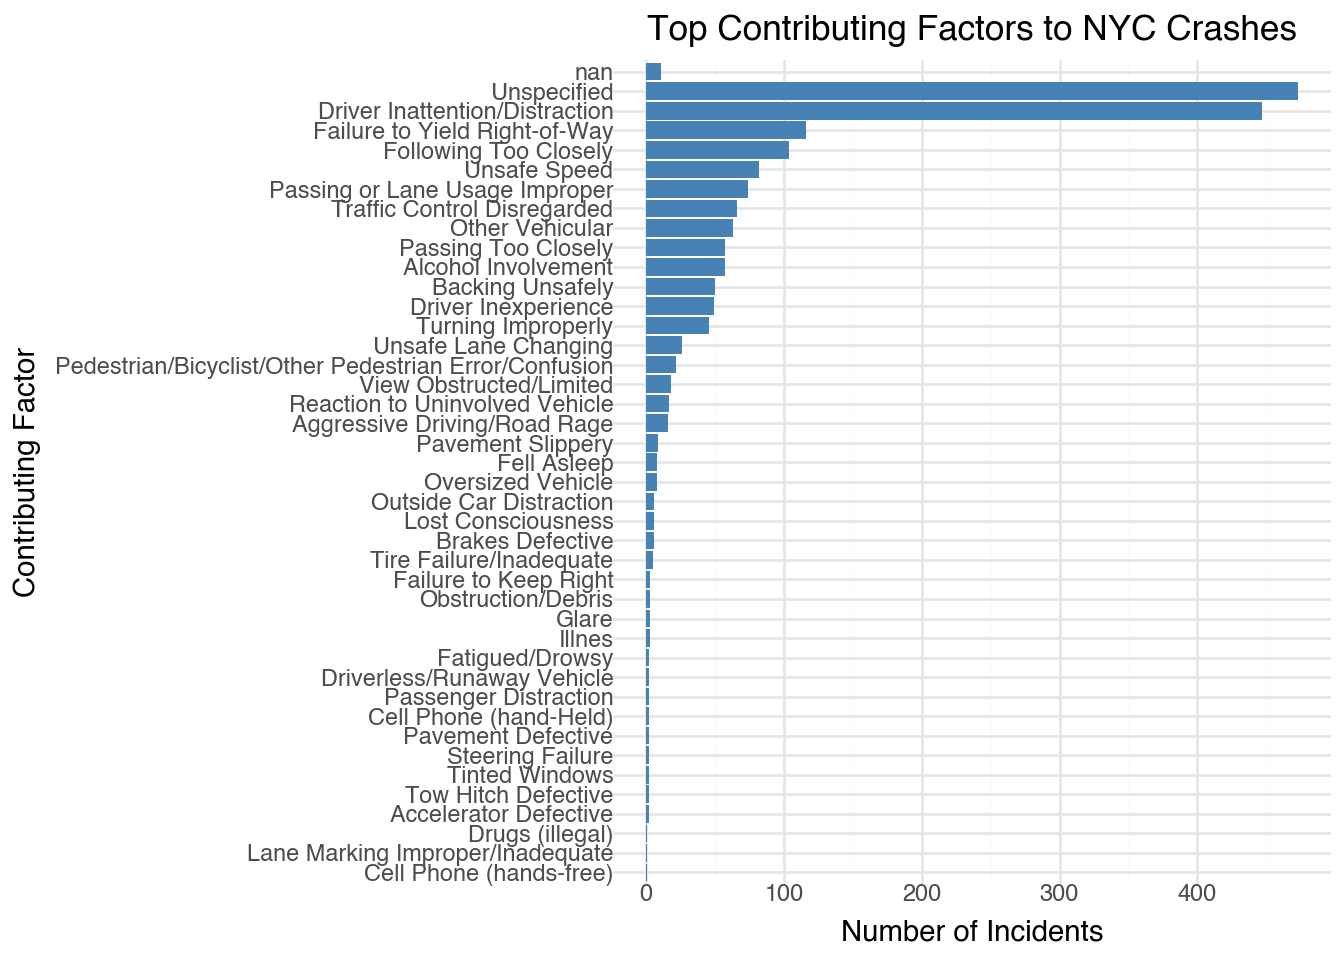 Top Contributing Factors to NYC Crashes
nan
Unspecified
Driver Inattention/Distraction
Failure to Yield Right-of-Way
Following Too Closely
Unsafe Speed
Passing or Lane Usage Improper
Traffic Control Disregarded
Other Vehicular
Passing Too Closely
Alcohol Involvement
Backing Unsafely
Driver Inexperience
Turning Improperly
Unsafe Lane Changing
Pedestrian/Bicyclist/Other Pedestrian Error/Confusion
View Obstructed/Limited
Reaction to Uninvolved Vehicle
Aggressive Driving/Road Rage
Pavement Slippery
Fell Asleep
Oversized Vehicle
Outside Car Distraction
Lost Consciousness
Brakes Defective
Tire Failure/Inadequate
Failure to Keep Right
Obstruction/Debris
Glare
Illnes
Fatigued/Drowsy
Driverless/Runaway Vehicle
Passenger Distraction
Cell Phone (hand-Held)
Pavement Defective
Steering Failure
Tinted Windows
Tow Hitch Defective
Accelerator Defective
Drugs (illegal)
Lane Marking Improper/Inadequate
Cell Phone (hands-free)
Contributing Factor
0 100 200 300 400
Number of Incidents